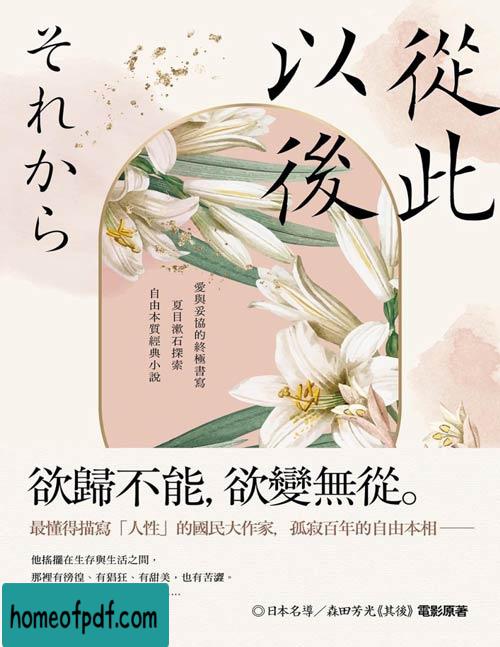 從此
以後
それから
愛與妥協的終極書寫
夏目漱石探索
自由本質經典小說
欲歸不能,欲變無從。
最懂得描寫「人性」的國民大作家,孤寂百年的自由本相——
他搖擺在生存與生活之間,
那裡有徬徨、有猖狂、有甜美,也有苦澀。
....
◎日本名導/森田芳光《其後》電影原著
homeofpdf.com